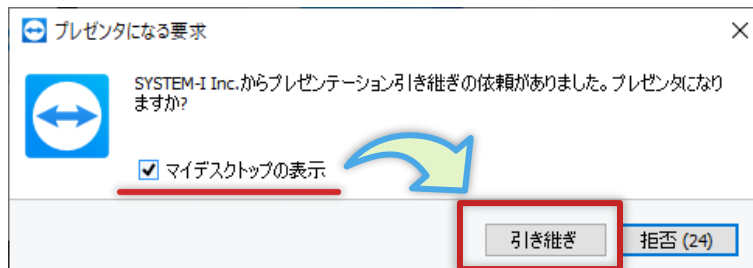 プレゼンタになる要求
SYSTEM-I Inc.からプレゼンテーション引き継ぎの依頼がありました。プレゼンタになり
ますか?
マイデスクトップの表示
引き継ぎ
拒否 (24)